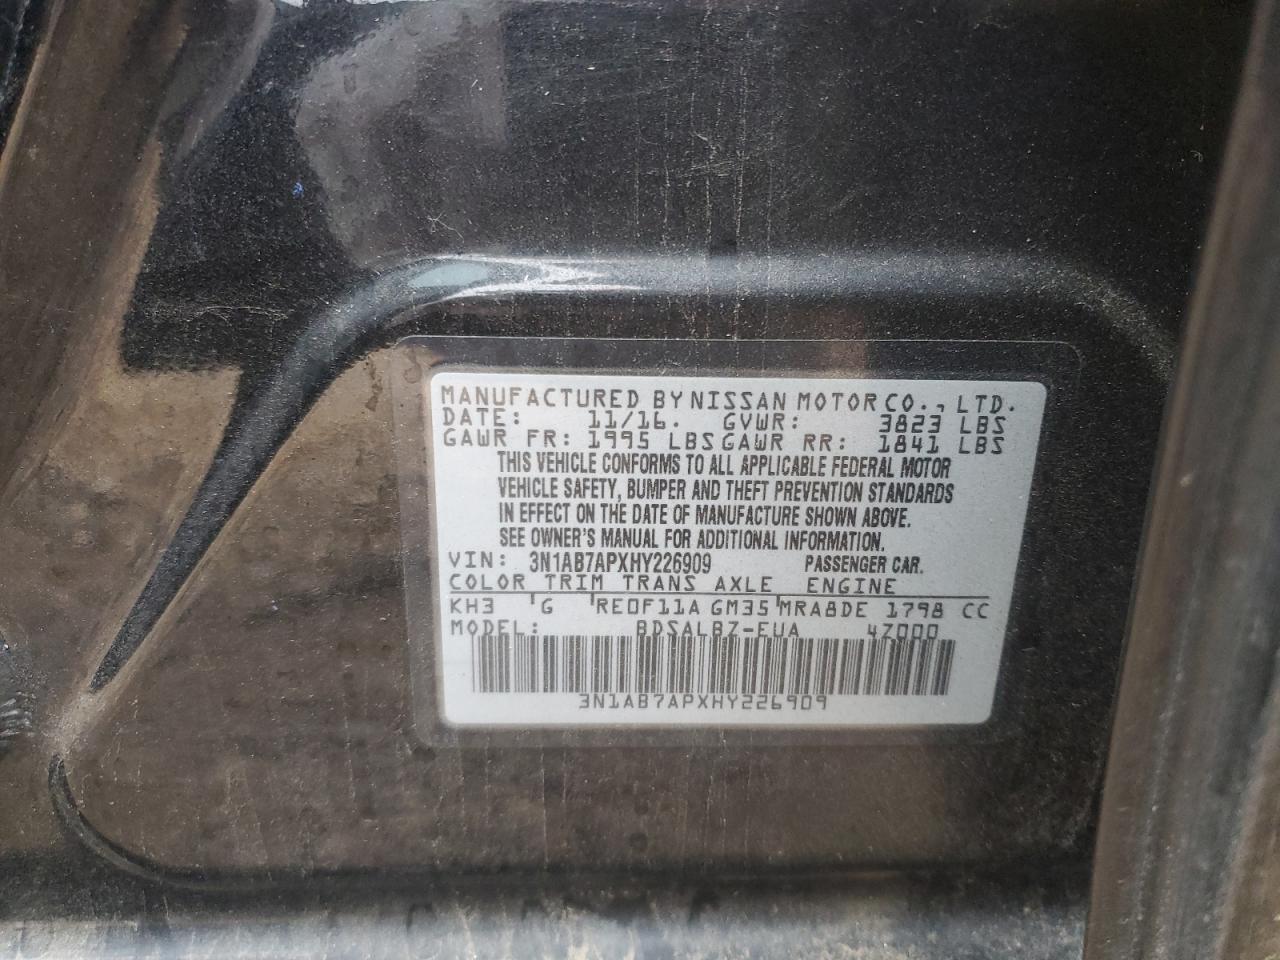 MANUFACTURED BY NISSAN MOTOR CO., LTD.
DATE: 11/16. GVWR: 3823 LBS
GAWR FR: 1995 LBS GAWR RR: 1841 LBS
THIS VEHICLE CONFORMS TO ALL APPLICABLE FEDERAL MOTOR
VEHICLE SAFETY, BUMPER AND THEFT PREVENTION STANDARDS
IN EFFECT ON THE DATE OF MANUFACTURE SHOWN ABOVE.
SEE OWNER'S MANUAL FOR ADDITIONAL INFORMATION.
VIN: 3N1AB7APXHY226909 PASSENGER CAR.
COLOR TRIM TRANS AXLE ENGINE
KH3 G RE0F11A GM35 MRA8DE 1798 CC
MODEL: BDSALBZ-EUA 4Z000
3N1AB7APXHY226909